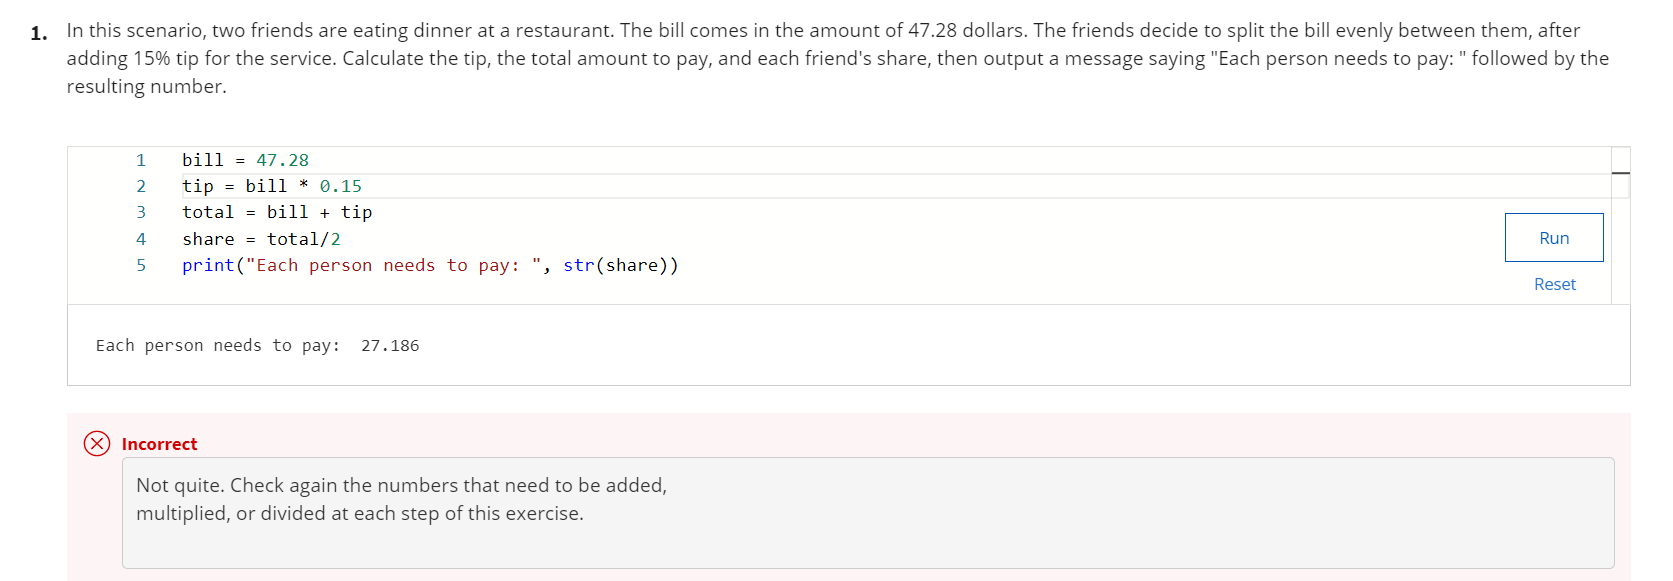 1. In this scenario, two friends are eating dinner at a restaurant. The bill comes in the amount of 47.28 dollars. The friends decide to split the bill evenly between them, after
adding 15% tip for the service. Calculate the tip, the total amount to pay, and each friend's share, then output a message saying "Each person needs to pay: " followed by the
resulting number.
1 bill = 47.28
2 tip = bill * 0.15
3 total = bill + tip
4 share = total/2
5 print("Each person needs to pay: ", str(share))
Run
Reset
Each person needs to pay:  27.186
Incorrect
Not quite. Check again the numbers that need to be added,
multiplied, or divided at each step of this exercise.